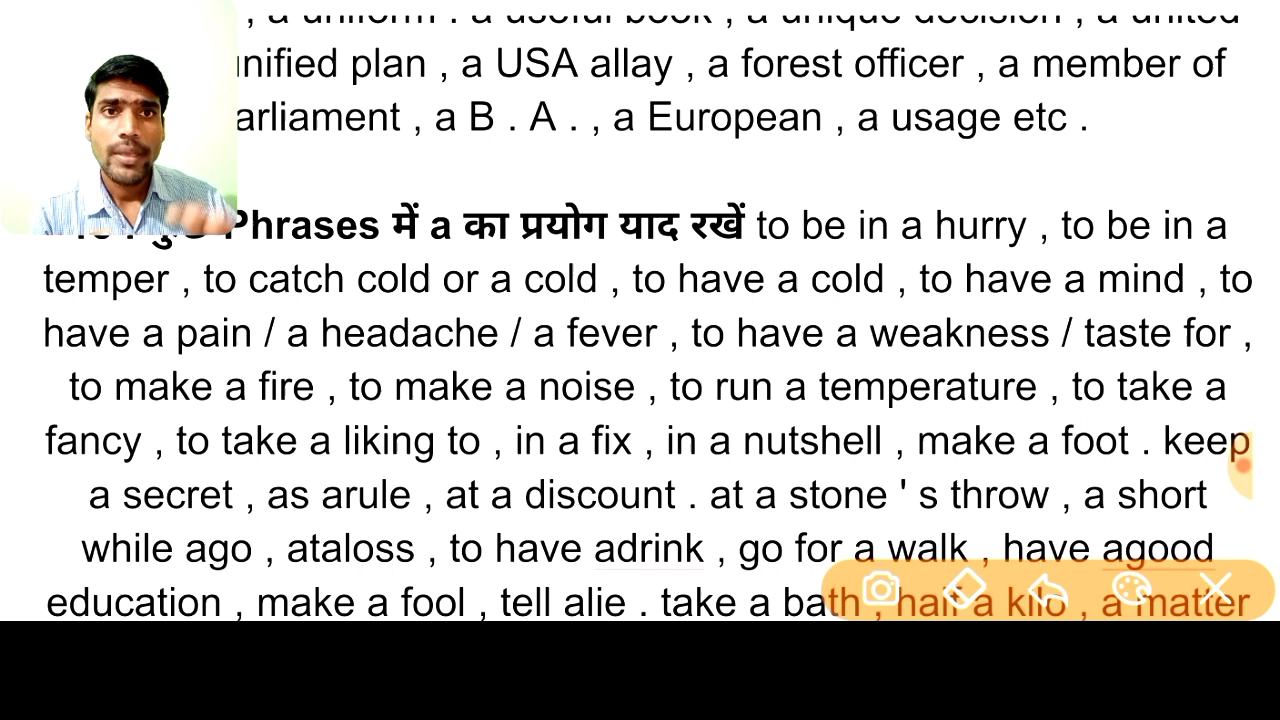 , a uniform . a useful book , a unique decision , a united
unified plan , a USA allay , a forest officer , a member of
arliament , a B . A . , a European , a usage etc .
Phrases में a का प्रयोग याद रखें to be in a hurry , to be in a
temper , to catch cold or a cold , to have a cold , to have a mind , to
have a pain / a headache / a fever , to have a weakness / taste for ,
to make a fire , to make a noise , to run a temperature , to take a
fancy , to take a liking to , in a fix , in a nutshell , make a foot . keep
a secret , as arule , at a discount . at a stone ' s throw , a short
while ago , ataloss , to have adrink , go for a walk , have agood
education , make a fool , tell alie . take a bath , half a kilo , a matter